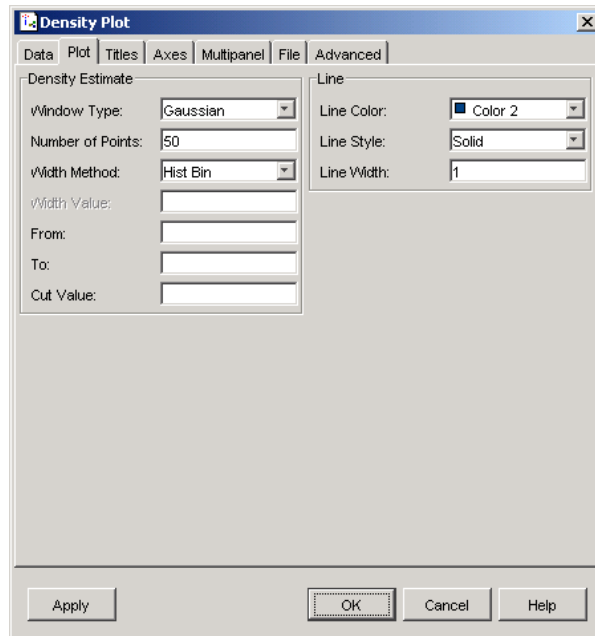 Density Plot
Data Plot Titles Axes Multipanel File Advanced
Density Estimate
Window Type: Gaussian
Number of Points: 50
Width Method: Hist Bin
Width Value:
From:
To:
Cut Value:
Line
Line Color: Color 2
Line Style: Solid
Line Width: 1
Apply OK Cancel Help